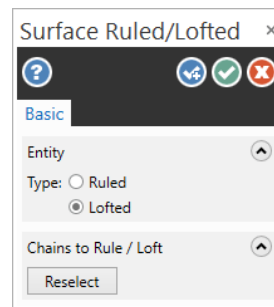 Surface Ruled/Lofted ×
?
Basic
Entity
Type: Ruled
Lofted
Chains to Rule / Loft
Reselect